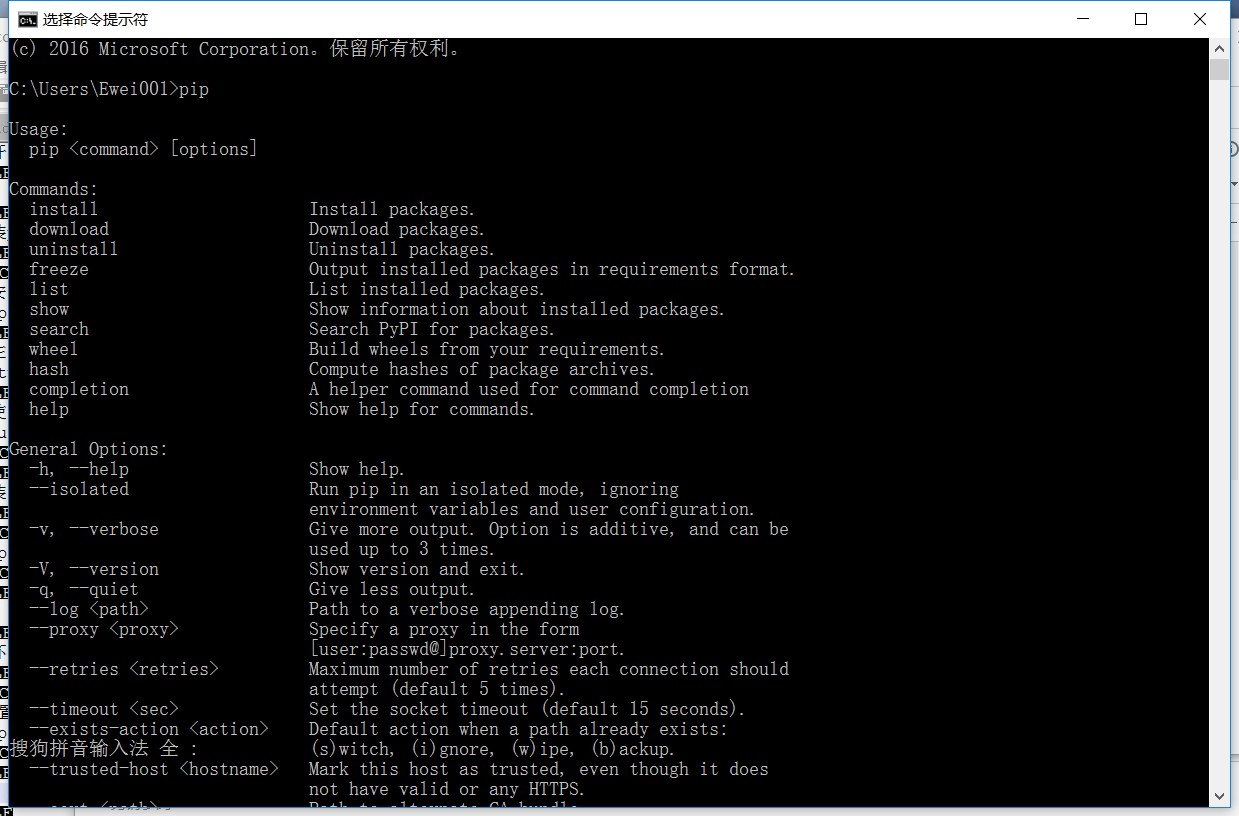 选择命令提示符
(c) 2016 Microsoft Corporation。保留所有权利。
C:\Users\Ewei001>pip
Usage:
pip <command> [options]
Commands:
install Install packages.
download Download packages.
uninstall Uninstall packages.
freeze Output installed packages in requirements format.
list List installed packages.
show Show information about installed packages.
search Search PyPI for packages.
wheel Build wheels from your requirements.
hash Compute hashes of package archives.
completion A helper command used for command completion
help Show help for commands.
General Options:
-h, --help Show help.
--isolated Run pip in an isolated mode, ignoring
environment variables and user configuration.
-v, --verbose Give more output. Option is additive, and can be
used up to 3 times.
-V, --version Show version and exit.
-q, --quiet Give less output.
--log <path> Path to a verbose appending log.
--proxy <proxy> Specify a proxy in the form
[user:passwd@]proxy.server:port.
--retries <retries> Maximum number of retries each connection should
attempt (default 5 times).
--timeout <sec> Set the socket timeout (default 15 seconds).
--exists-action <action> Default action when a path already exists:
搜狗拼音输入法 全 : (s)witch, (i)gnore, (w)ipe, (b)ackup.
--trusted-host <hostname> Mark this host as trusted, even though it does
not have valid or any HTTPS.
--cert <path> Path to alternate CA bundle.